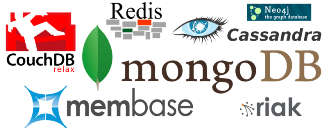 Redis
Neo4j
the graph database
Cassandra
CouchDB
relax
mongoDB
membase
riak